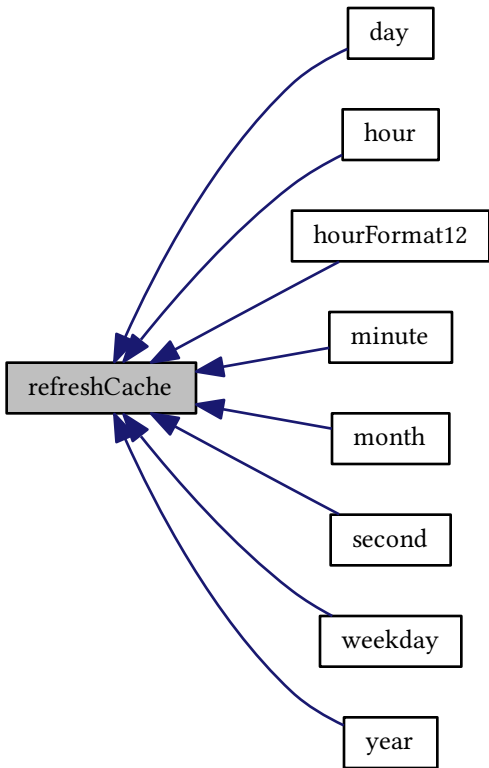 day
hour
hourFormat12
minute
refreshCache
month
second
weekday
year